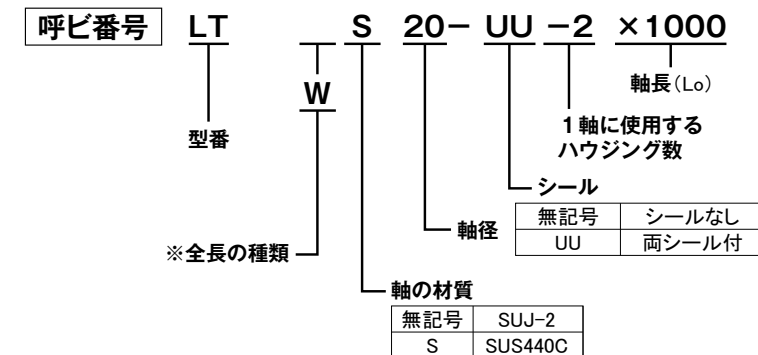 呼ビ番号 LT S 20- UU -2 ×1000
W
軸長(Lo)
型番
1軸に使用する
ハウジング数
シール
無記号 シールなし
UU 両シール付
軸径
※全長の種類
軸の材質
無記号 SUJ-2
S SUS440C